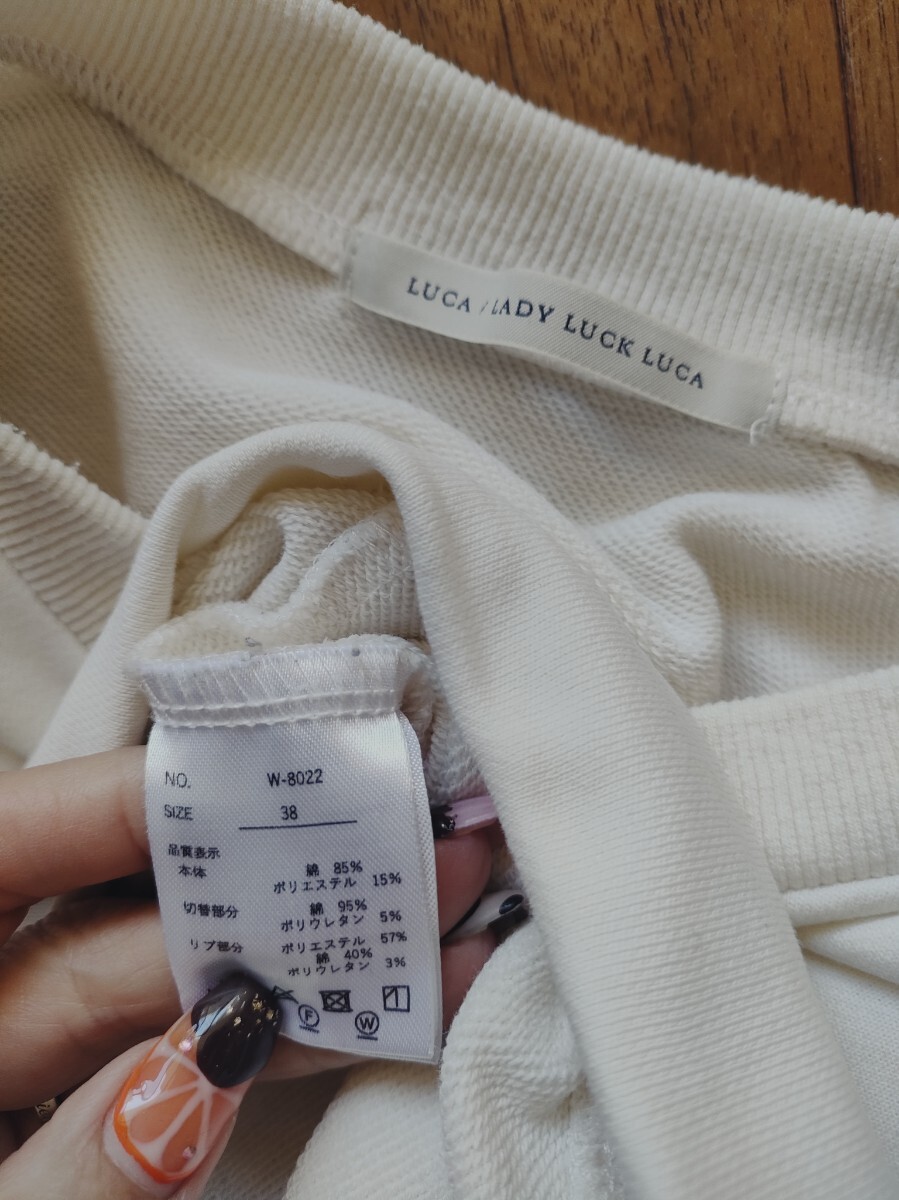 LUCA / LADY LUCK LUCA
NO. W-8022
SIZE 38
品質表示
本体 綿 85%
ポリエステル 15%
切替部分 綿 95%
ポリウレタン 5%
リブ部分 ポリエステル 57%
綿 40%
ポリウレタン 3%
F
W